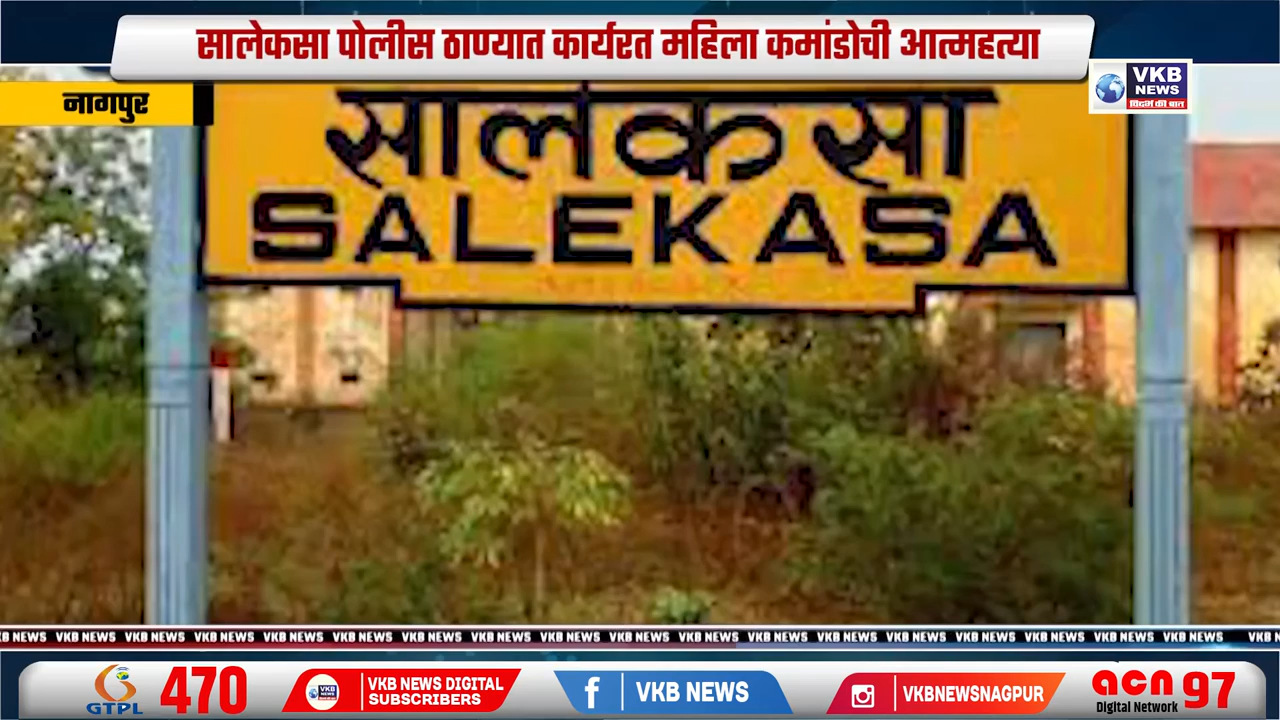 सालेकसा पोलीस ठाण्यात कार्यरत महिला कमांडोची आत्महत्या
नागपुर
VKB
NEWS
विदर्भ की बात
सालेकसा
SALEKASA
B NEWS VKB NEWS VKB NEWS VKB NEWS VKB NEWS VKB NEWS VKB NEWS VKB NEWS VKB NEWS VKB NEWS VKB NEWS VKB NEWS VKB NEWS VKB NEWS VKB NEWS VKB NEWS VKB NEWS VKB NEWS VKB N
GTPL
470
VKB NEWS
VKB NEWS DIGITAL
SUBSCRIBERS
f
VKB NEWS
VKBNEWSNAGPUR
acn 97
Digital Network